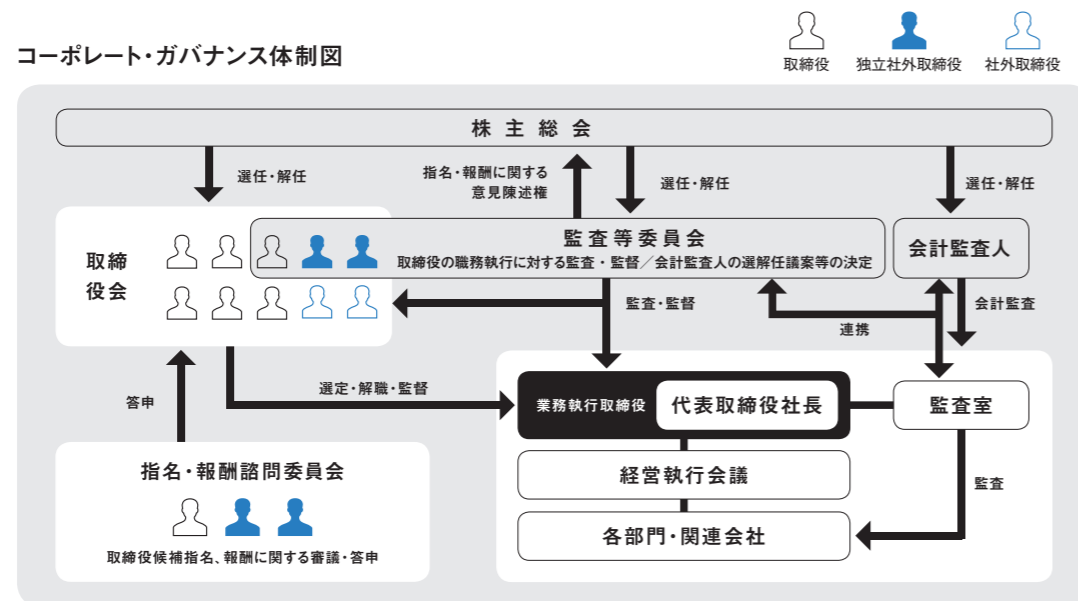 コーポレート・ガバナンス体制図
取締役
独立社外取締役
社外取締役
株主総会
選任・解任
指名・報酬に関する
意見陳述権
選任・解任
選任・解任
取締
役会
監査等委員会
取締役の職務執行に対する監査・監督／会計監査人の選解任議案等の決定
会計監査人
監査・監督
連携
会計監査
答申
選定・解職・監督
業務執行取締役
代表取締役社長
監査室
経営執行会議
監査
各部門・関連会社
指名・報酬諮問委員会
取締役候補指名、報酬に関する審議・答申